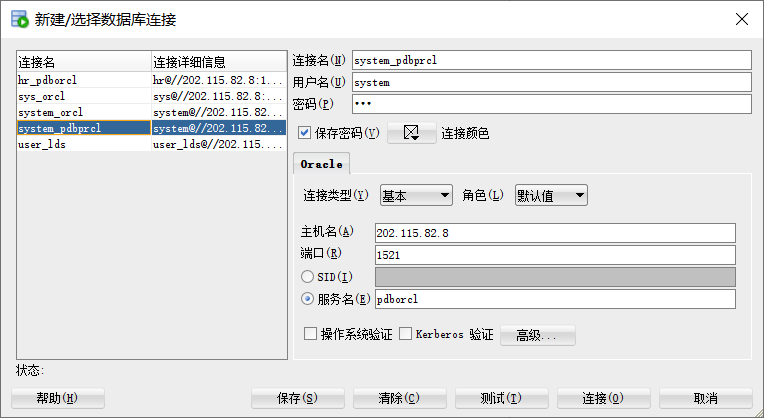 新建/选择数据库连接
连接名 连接详细信息
hr_pdborcl hr@//202.115.82.8:1...
sys_orcl sys@//202.115.82.8:...
system_orcl system@//202.115.82...
system_pdbprcl system@//202.115.82...
user_lds user_lds@//202.115....
连接名(N) system_pdbprcl
用户名(U) system
密码(P) •••
保存密码(V) 连接颜色
Oracle
连接类型(Y) 基本 角色(L) 默认值
主机名(A) 202.115.82.8
端口(R) 1521
SID(I)
服务名(E) pdborcl
操作系统验证 Kerberos 验证 高级...
状态:
帮助(H) 保存(S) 清除(C) 测试(T) 连接(O) 取消